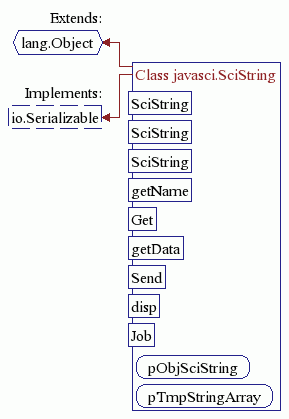 Extends:
lang.Object
Class javasci.SciString
Implements:
io.Serializable
SciString
SciString
SciString
getName
Get
getData
Send
disp
Job
pObjSciString
pTmpStringArray